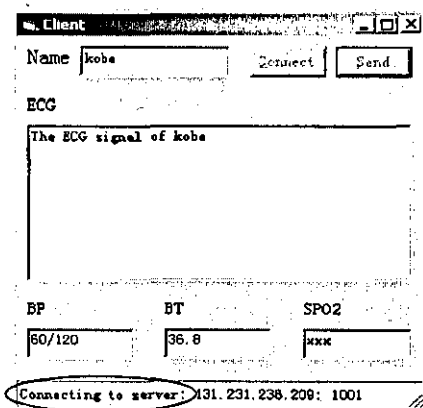 Client
Name kobe Connect Send
ECG
The ECG signal of kobe
BP BT SPO2
60/120 36.8 xxx
Connecting to server: 131.231.238.209: 1001